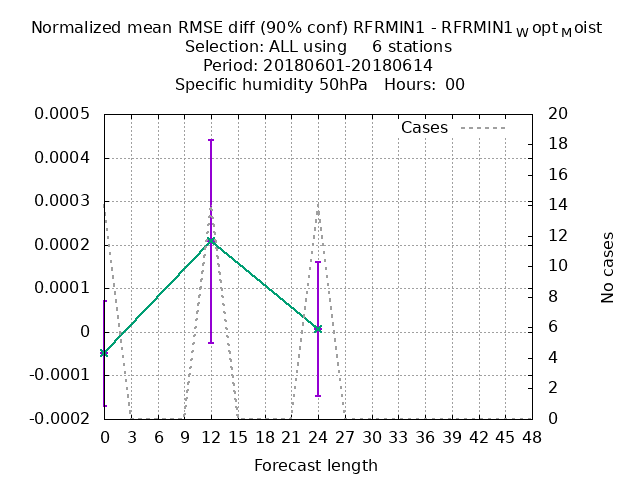 Normalized mean RMSE diff (90% conf) RFRMIN1 - RFRMIN1WoptMoist
Selection: ALL using 6 stations
Period: 20180601-20180614
Specific humidity 50hPa Hours: 00
Cases
0.0005
0.0004
0.0003
0.0002
0.0001
0
-0.0001
-0.0002
20
18
16
14
12
10
8
6
4
2
0
No cases
0 3 6 9 12 15 18 21 24 27 30 33 36 39 42 45 48
Forecast length